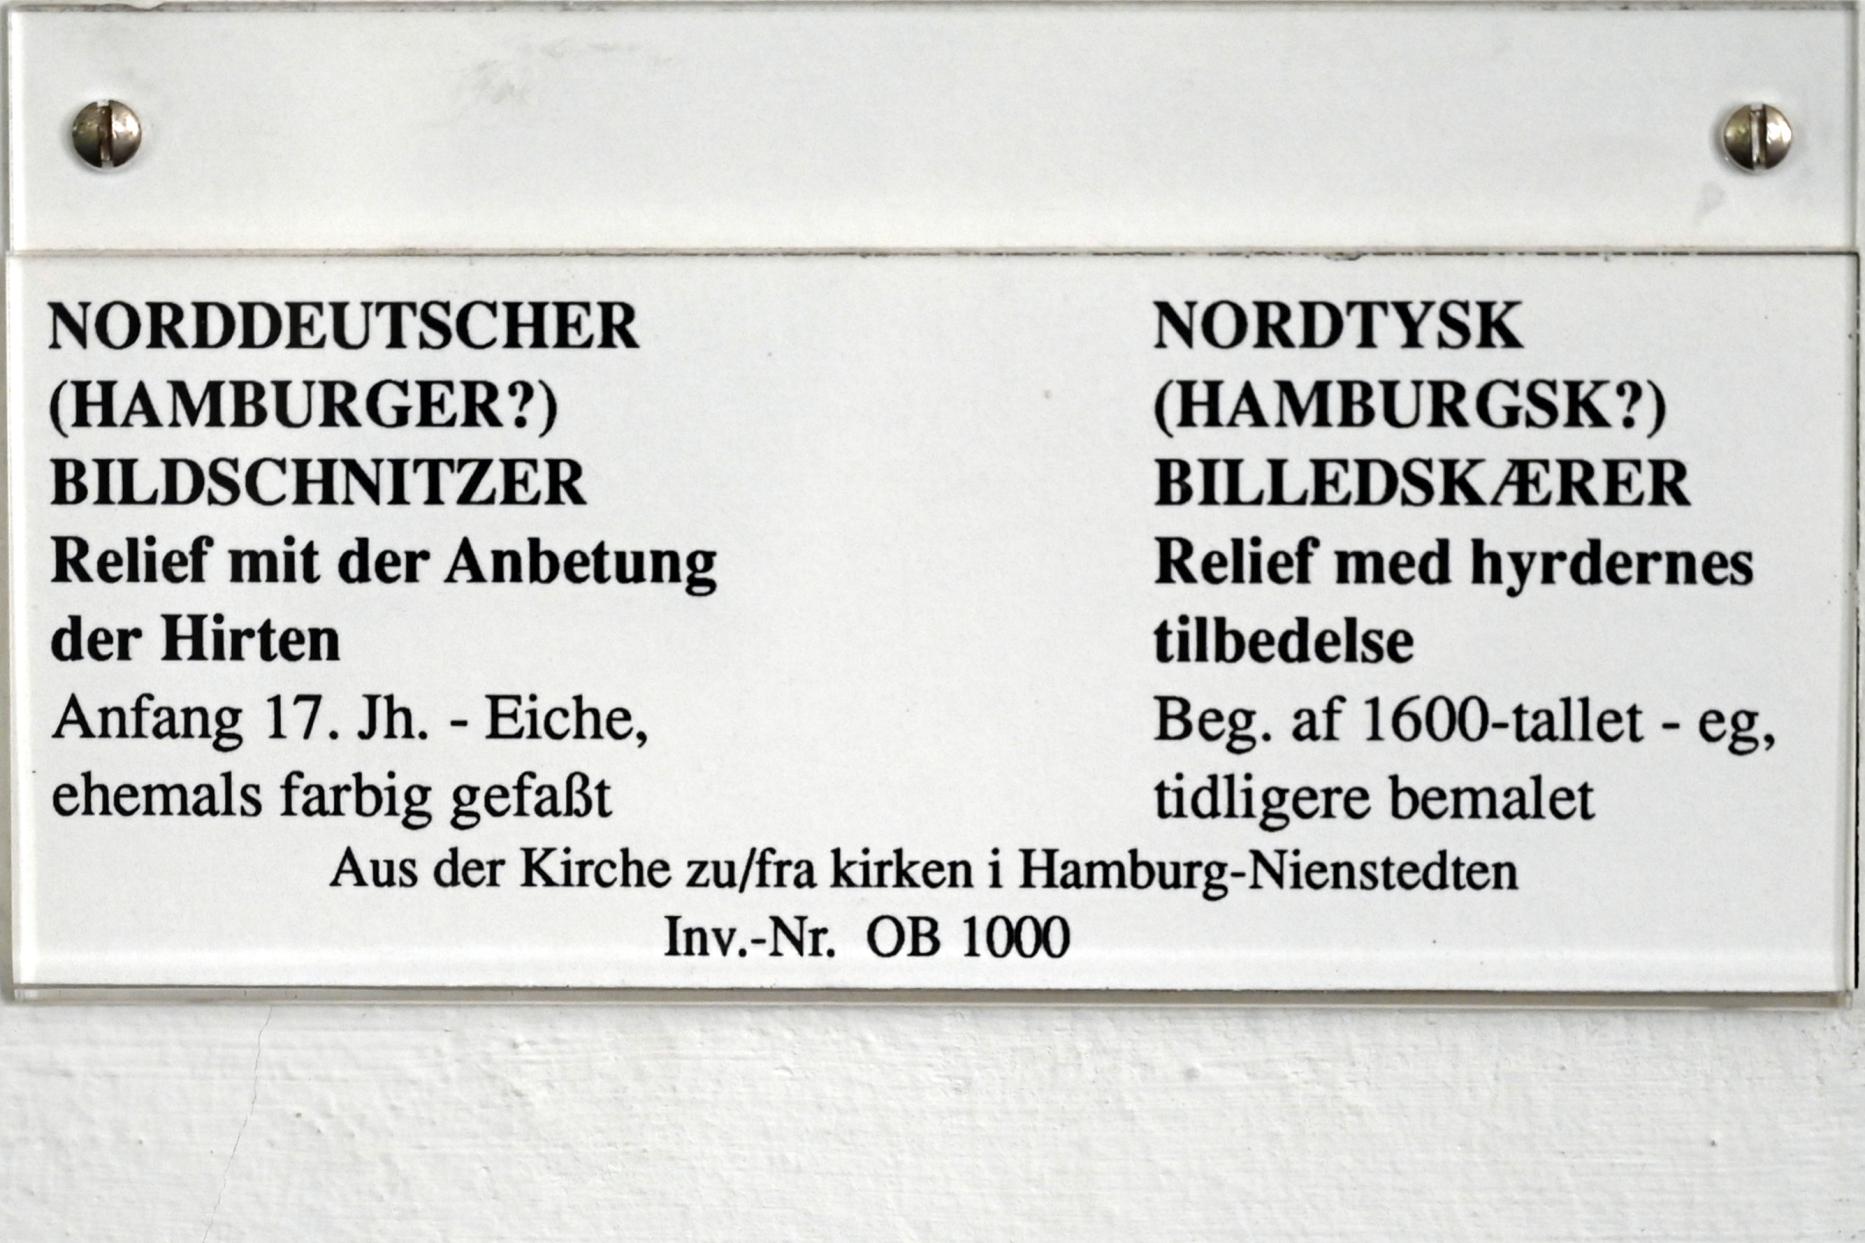 NORDDEUTSCHER
(HAMBURGER?)
BILDSCHNITZER
Relief mit der Anbetung
der Hirten
Anfang 17. Jh. - Eiche,
ehemals farbig gefaßt
NORDTYSK
(HAMBURGSK?)
BILLEDSKÆRER
Relief med hyrdernes
tilbedelse
Beg. af 1600-tallet - eg,
tidligere bemalet
Aus der Kirche zu/fra kirken i Hamburg-Nienstedten
Inv.-Nr. OB 1000